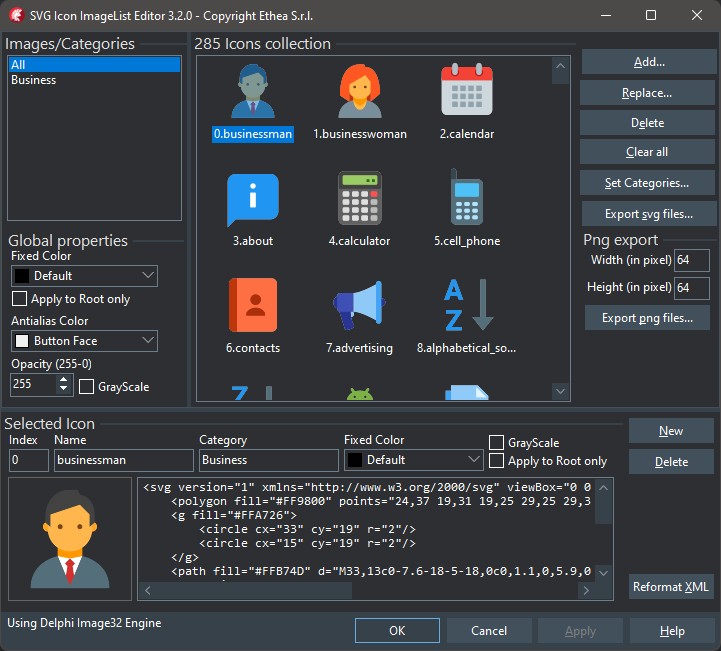 SVG Icon ImageList Editor 3.2.0 - Copyright Ethea S.r.l.
Images/Categories
All
Business
285 Icons collection
0.businessman
1.businesswoman
2.calendar
3.about
4.calculator
5.cell_phone
6.contacts
7.advertising
A
Z
8.alphabetical_so...
Z
Add...
Replace...
Delete
Clear all
Set Categories...
Export svg files...
Png export
Width (in pixel) 64
Height (in pixel) 64
Export png files...
Global properties
Fixed Color
Default
Apply to Root only
Antialias Color
Button Face
Opacity (255-0)
255
GrayScale
Selected Icon
Index Name Category Fixed Color
0 businessman Business Default
GrayScale
Apply to Root only
New
Delete
<svg version="1" xmlns="http://www.w3.org/2000/svg" viewBox="0 0
<polygon fill="#FF9800" points="24,37 19,31 19,25 29,25 29,3
<g fill="#FFA726">
<circle cx="33" cy="19" r="2"/>
<circle cx="15" cy="19" r="2"/>
</g>
<path fill="#FFB74D" d="M33,13c0-7.6-18-5-18,0c0,1.1,0,5.9,0
Reformat XML
Using Delphi Image32 Engine
OK
Cancel
Apply
Help